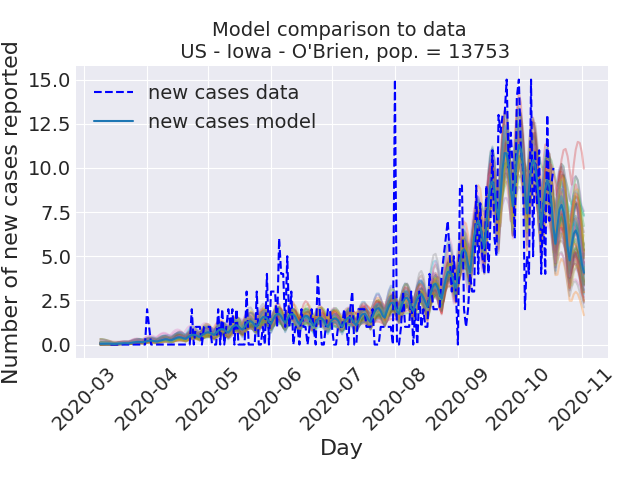 Model comparison to data
US - Iowa - O'Brien, pop. = 13753
Number of new cases reported
15.0
12.5
10.0
7.5
5.0
2.5
0.0
new cases data
new cases model
2020-03
2020-04
2020-05
2020-06
2020-07
2020-08
2020-09
2020-10
2020-11
Day